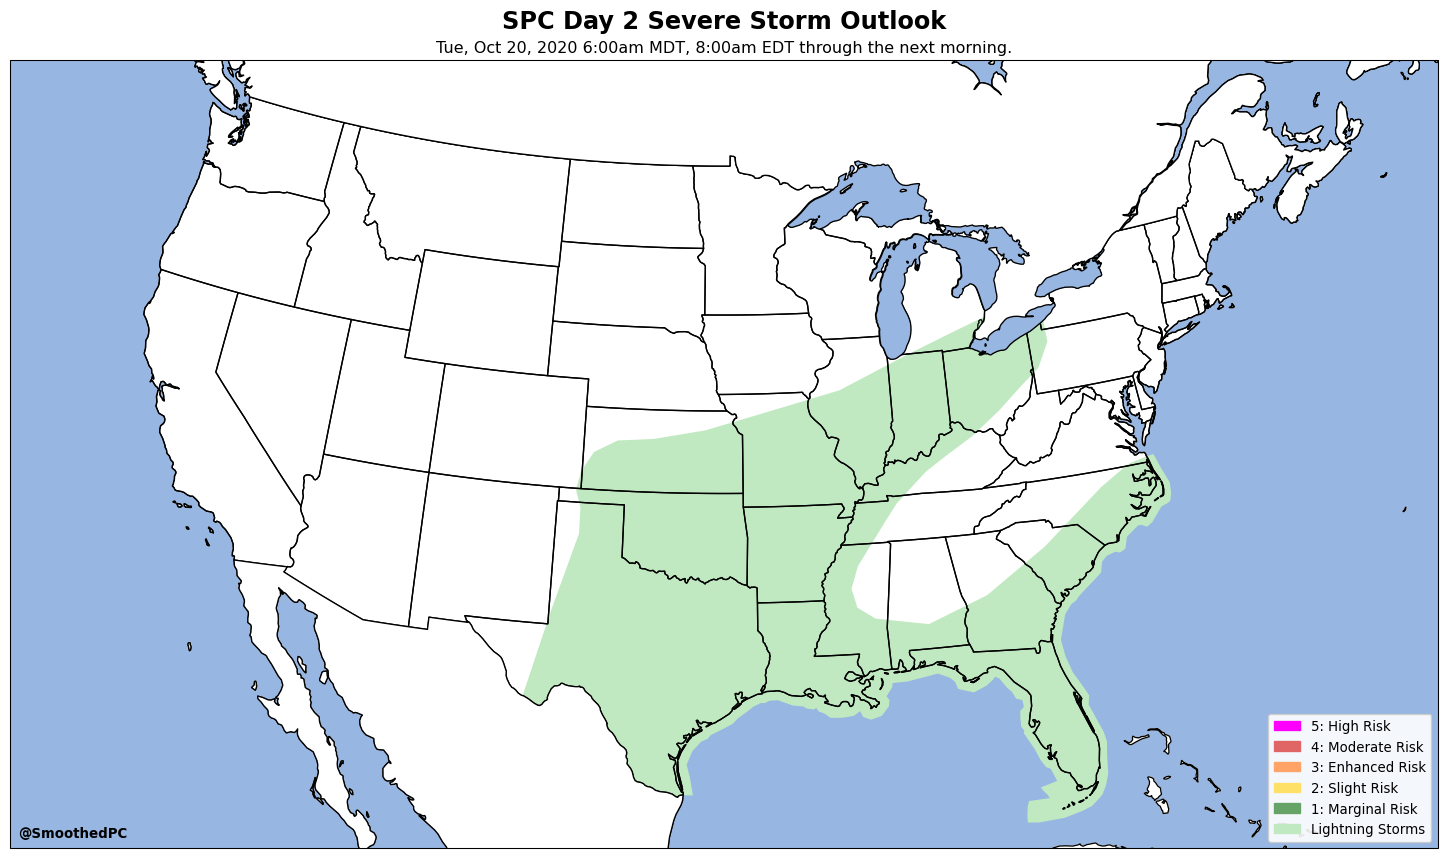 SPC Day 2 Severe Storm Outlook
Tue, Oct 20, 2020 6:00am MDT, 8:00am EDT through the next morning.
5: High Risk
4: Moderate Risk
3: Enhanced Risk
2: Slight Risk
1: Marginal Risk
Lightning Storms
@SmoothedPC